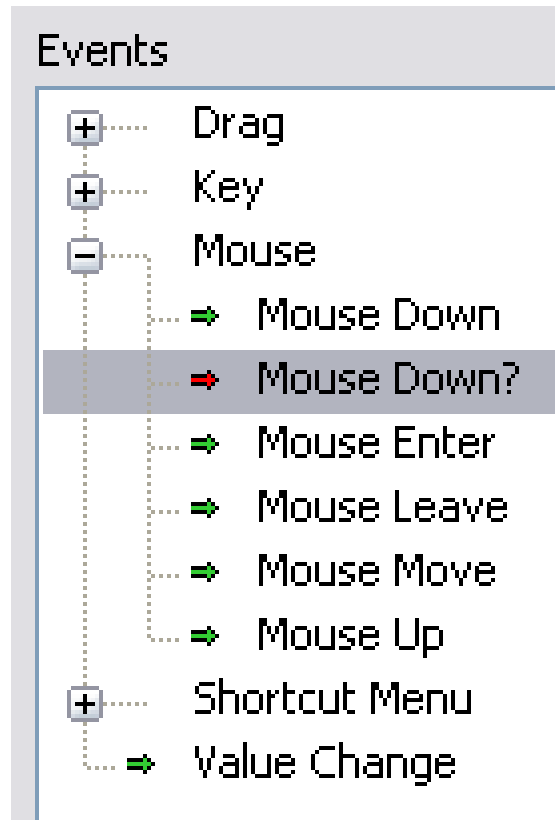 Events
Drag
Key
Mouse
Mouse Down
Mouse Down?
Mouse Enter
Mouse Leave
Mouse Move
Mouse Up
Shortcut Menu
Value Change